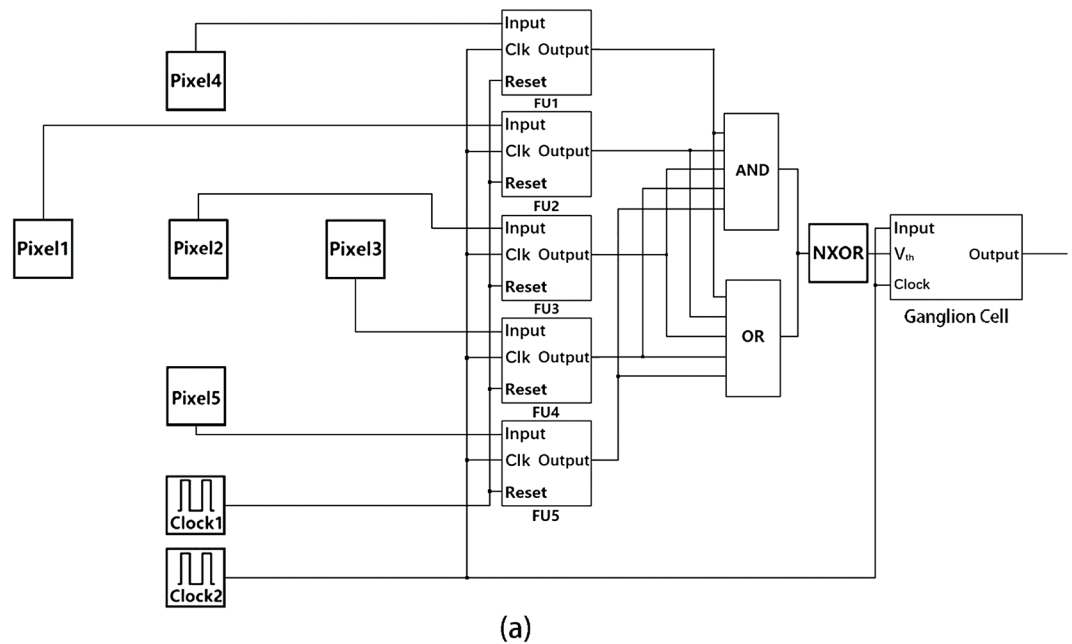 Input
Clk Output
Reset
FU1
Pixel4
Input
Clk Output
Reset
FU2
Pixel1
Pixel2
Pixel3
Input
Clk Output
Reset
FU3
Input
Clk Output
Reset
FU4
Pixel5
Input
Clk Output
Reset
FU5
Clock1
Clock2
AND
OR
NXOR
Input
Vth Output
Clock
Ganglion Cell
(a)